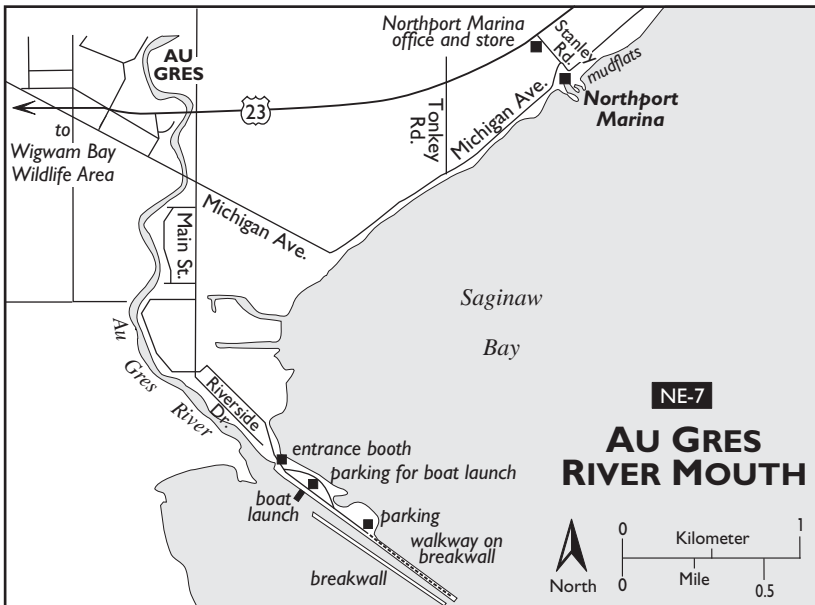 Northport Marina
office and store
Stanley
Rd.
mudflats
Northport
Marina
AU
GRES
23
to
Wigwam Bay
Wildlife Area
Tonkey
Rd.
Michigan Ave.
Michigan Ave.
Main St.
Saginaw
Bay
Au Gres River
Riverside
Dr.
NE-7
AU GRES
RIVER MOUTH
entrance booth
parking for boat launch
boat
launch
parking
walkway on
breakwall
breakwall
North
0 1
Kilometer
Mile
0 0.5